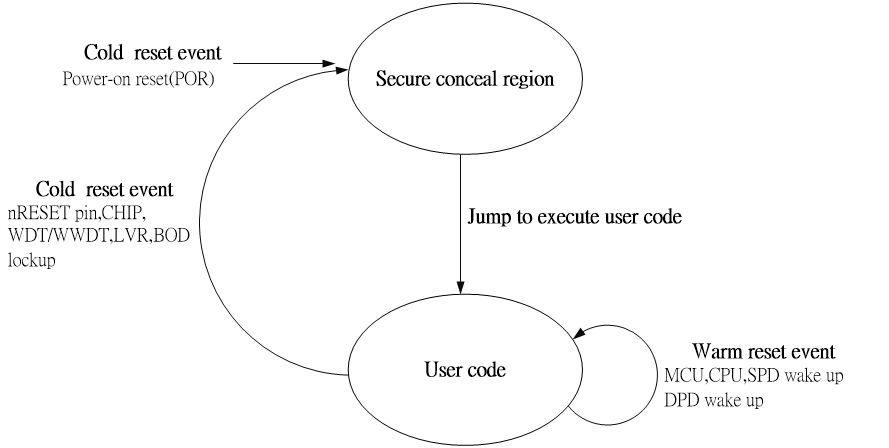 Cold reset event
Power-on reset(POR)
Secure conceal region
Cold reset event
nRESET pin,CHIP,
WDT/WWDT,LVR,BOD
lockup
Jump to execute user code
User code
Warm reset event
MCU,CPU,SPD wake up
DPD wake up